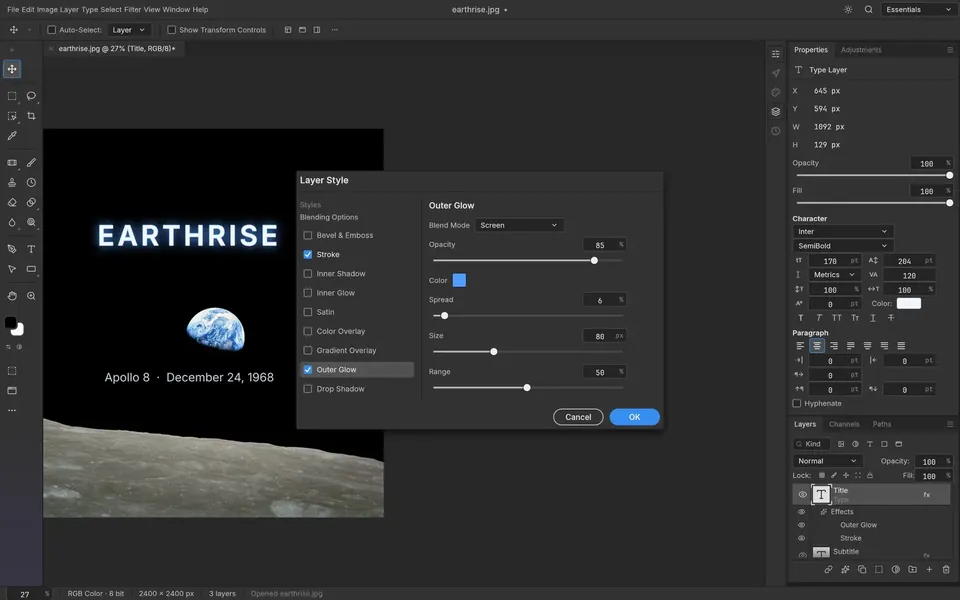 File Edit Image Layer Type Select Filter View Window Help
earthrise.jpg •
Essentials
Auto-Select:
Layer
Show Transform Controls
earthrise.jpg @ 27% (Title, RGB/8)*
EARTHRISE
Apollo 8 · December 24, 1968
Layer Style
Styles
Blending Options
Bevel & Emboss
Stroke
Inner Shadow
Inner Glow
Satin
Color Overlay
Gradient Overlay
Outer Glow
Drop Shadow
Outer Glow
Blend Mode
Screen
Opacity
85 %
Color
Spread
6 %
Size
80 px
Range
50 %
Cancel
OK
Properties
Adjustments
Type Layer
X 645 px
Y 594 px
W 1092 px
H 129 px
Opacity
100 %
Fill
100 %
Character
Inter
SemiBold
170 pt
204 pt
Metrics
120
100 %
100 %
0 pt
Color:
Paragraph
0 pt
0 pt
0 pt
0 pt
0 pt
Hyphenate
Layers
Channels
Paths
Kind
Normal
Opacity: 100 %
Lock:
Fill: 100 %
Title
Type
fx
Effects
Outer Glow
Stroke
Subtitle
fx
27 %
RGB Color · 8 bit
2400 × 2400 px
3 layers
Opened earthrise.jpg